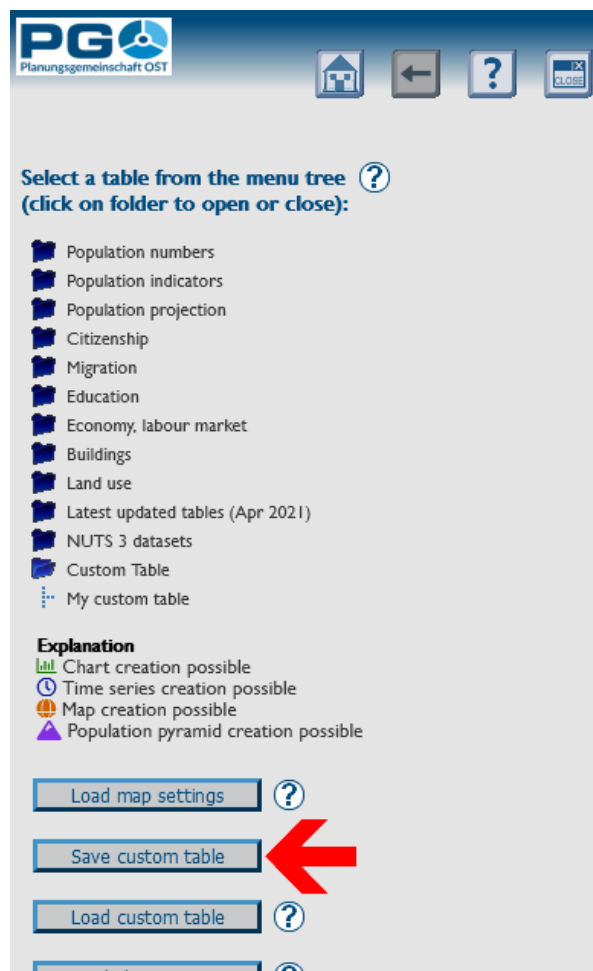 PGO
Planungsgemeinschaft OST
?
X
CLOSE
Select a table from the menu tree ?
(click on folder to open or close):
Population numbers
Population indicators
Population projection
Citizenship
Migration
Education
Economy, labour market
Buildings
Land use
Latest updated tables (Apr 2021)
NUTS 3 datasets
Custom Table
My custom table
Explanation
Chart creation possible
Time series creation possible
Map creation possible
Population pyramid creation possible
Load map settings ?
Save custom table
Load custom table ?